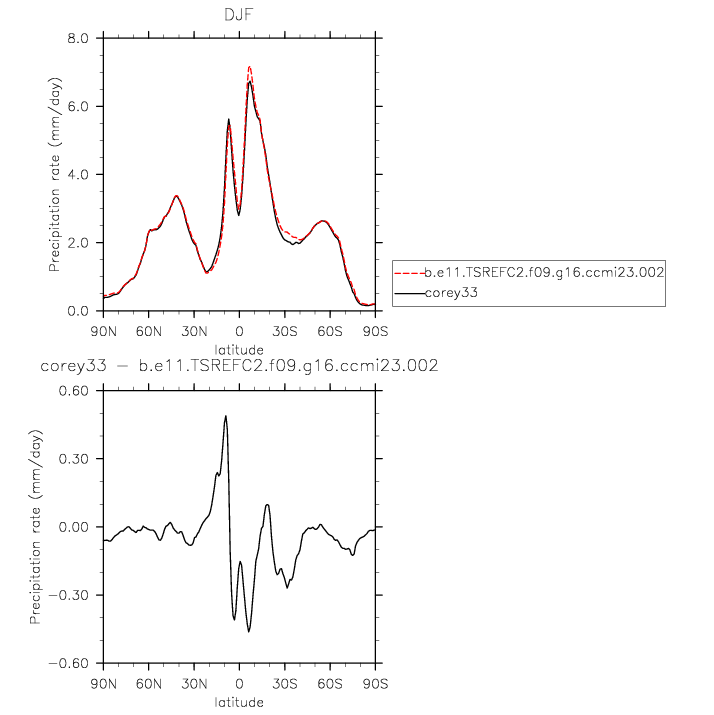 DJF
8.0
6.0
4.0
2.0
0.0
Precipitation rate (mm/day)
90N 60N 30N 0 30S 60S 90S
latitude
b.e11.TSREFC2.f09.g16.ccmi23.002
corey33
corey33 − b.e11.TSREFC2.f09.g16.ccmi23.002
0.60
0.30
0.00
−0.30
−0.60
Precipitation rate (mm/day)
90N 60N 30N 0 30S 60S 90S
latitude